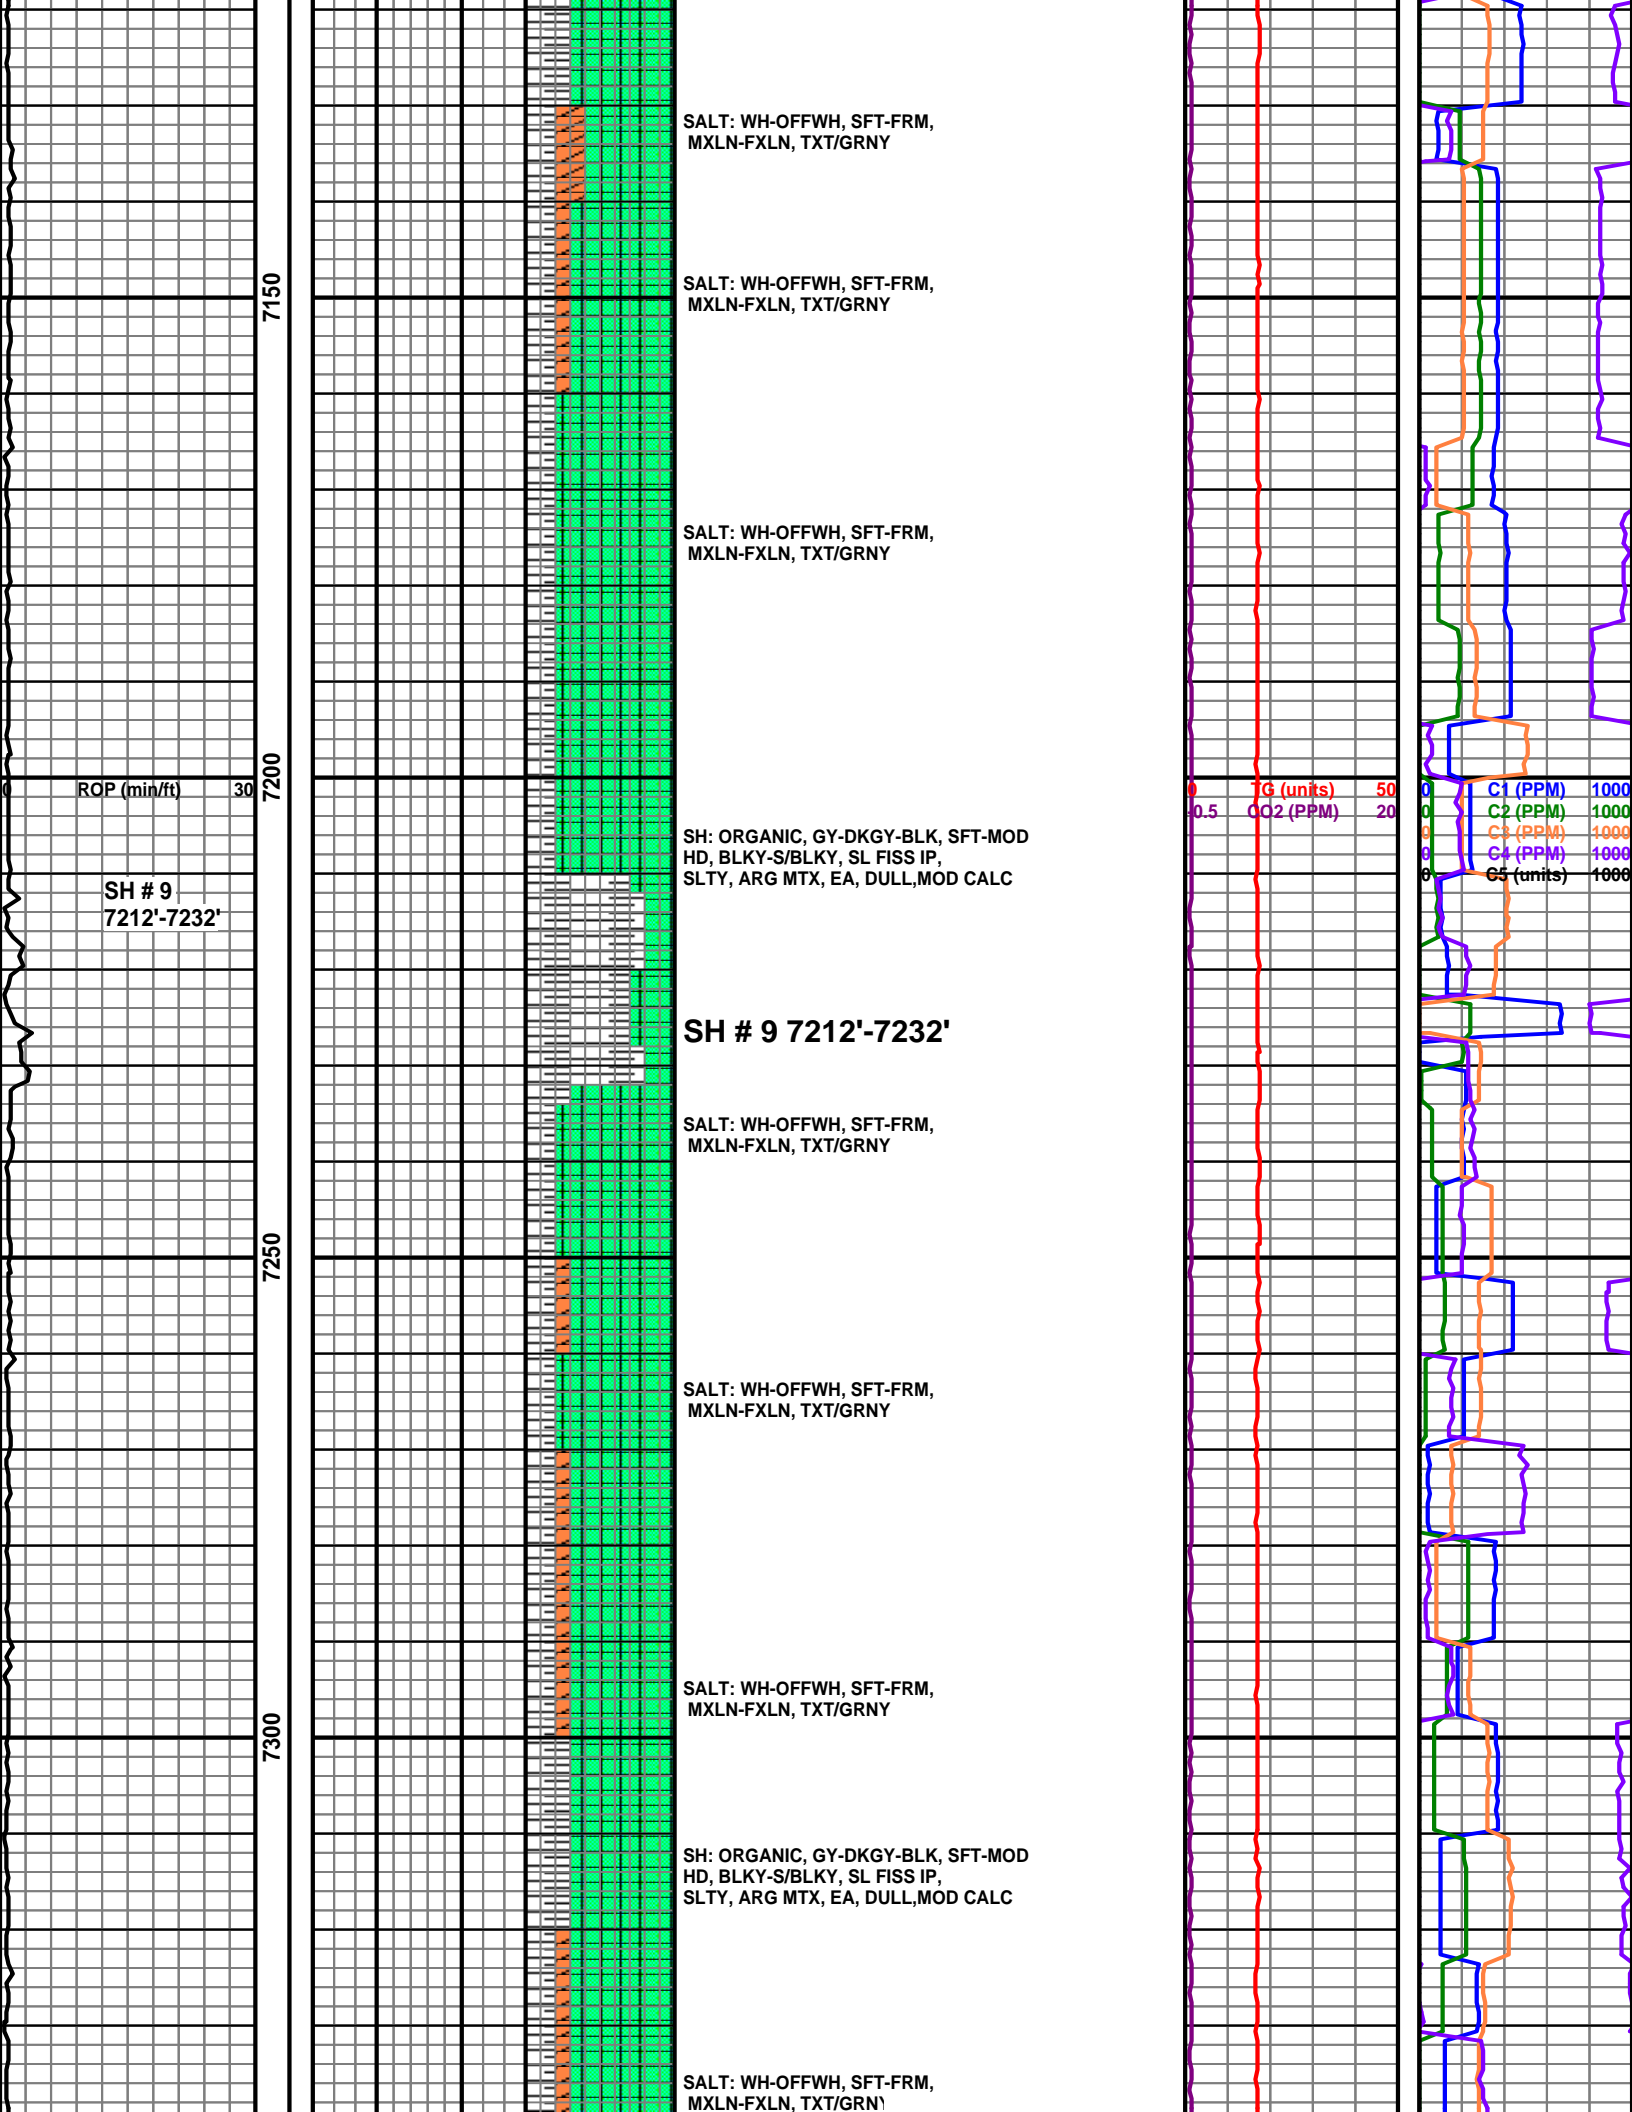 SALT: WH-OFFWH, SFT-FRM,
MXLN-FXLN, TXT/GRNY
7150
SALT: WH-OFFWH, SFT-FRM,
MXLN-FXLN, TXT/GRNY
SALT: WH-OFFWH, SFT-FRM,
MXLN-FXLN, TXT/GRNY
7200
0 ROP (min/ft) 30
0 TG (units) 50
0.5 CO2 (PPM) 20
0 C1 (PPM) 1000
0 C2 (PPM) 1000
0 C3 (PPM) 1000
0 C4 (PPM) 1000
0 C5 (units) 1000
SH: ORGANIC, GY-DKGY-BLK, SFT-MOD
HD, BLKY-S/BLKY, SL FISS IP,
SLTY, ARG MTX, EA, DULL,MOD CALC
SH # 9
7212'-7232'
SH # 9 7212'-7232'
SALT: WH-OFFWH, SFT-FRM,
MXLN-FXLN, TXT/GRNY
7250
SALT: WH-OFFWH, SFT-FRM,
MXLN-FXLN, TXT/GRNY
SALT: WH-OFFWH, SFT-FRM,
MXLN-FXLN, TXT/GRNY
7300
SH: ORGANIC, GY-DKGY-BLK, SFT-MOD
HD, BLKY-S/BLKY, SL FISS IP,
SLTY, ARG MTX, EA, DULL,MOD CALC
SALT: WH-OFFWH, SFT-FRM,
MXLN-FXLN, TXT/GRNY